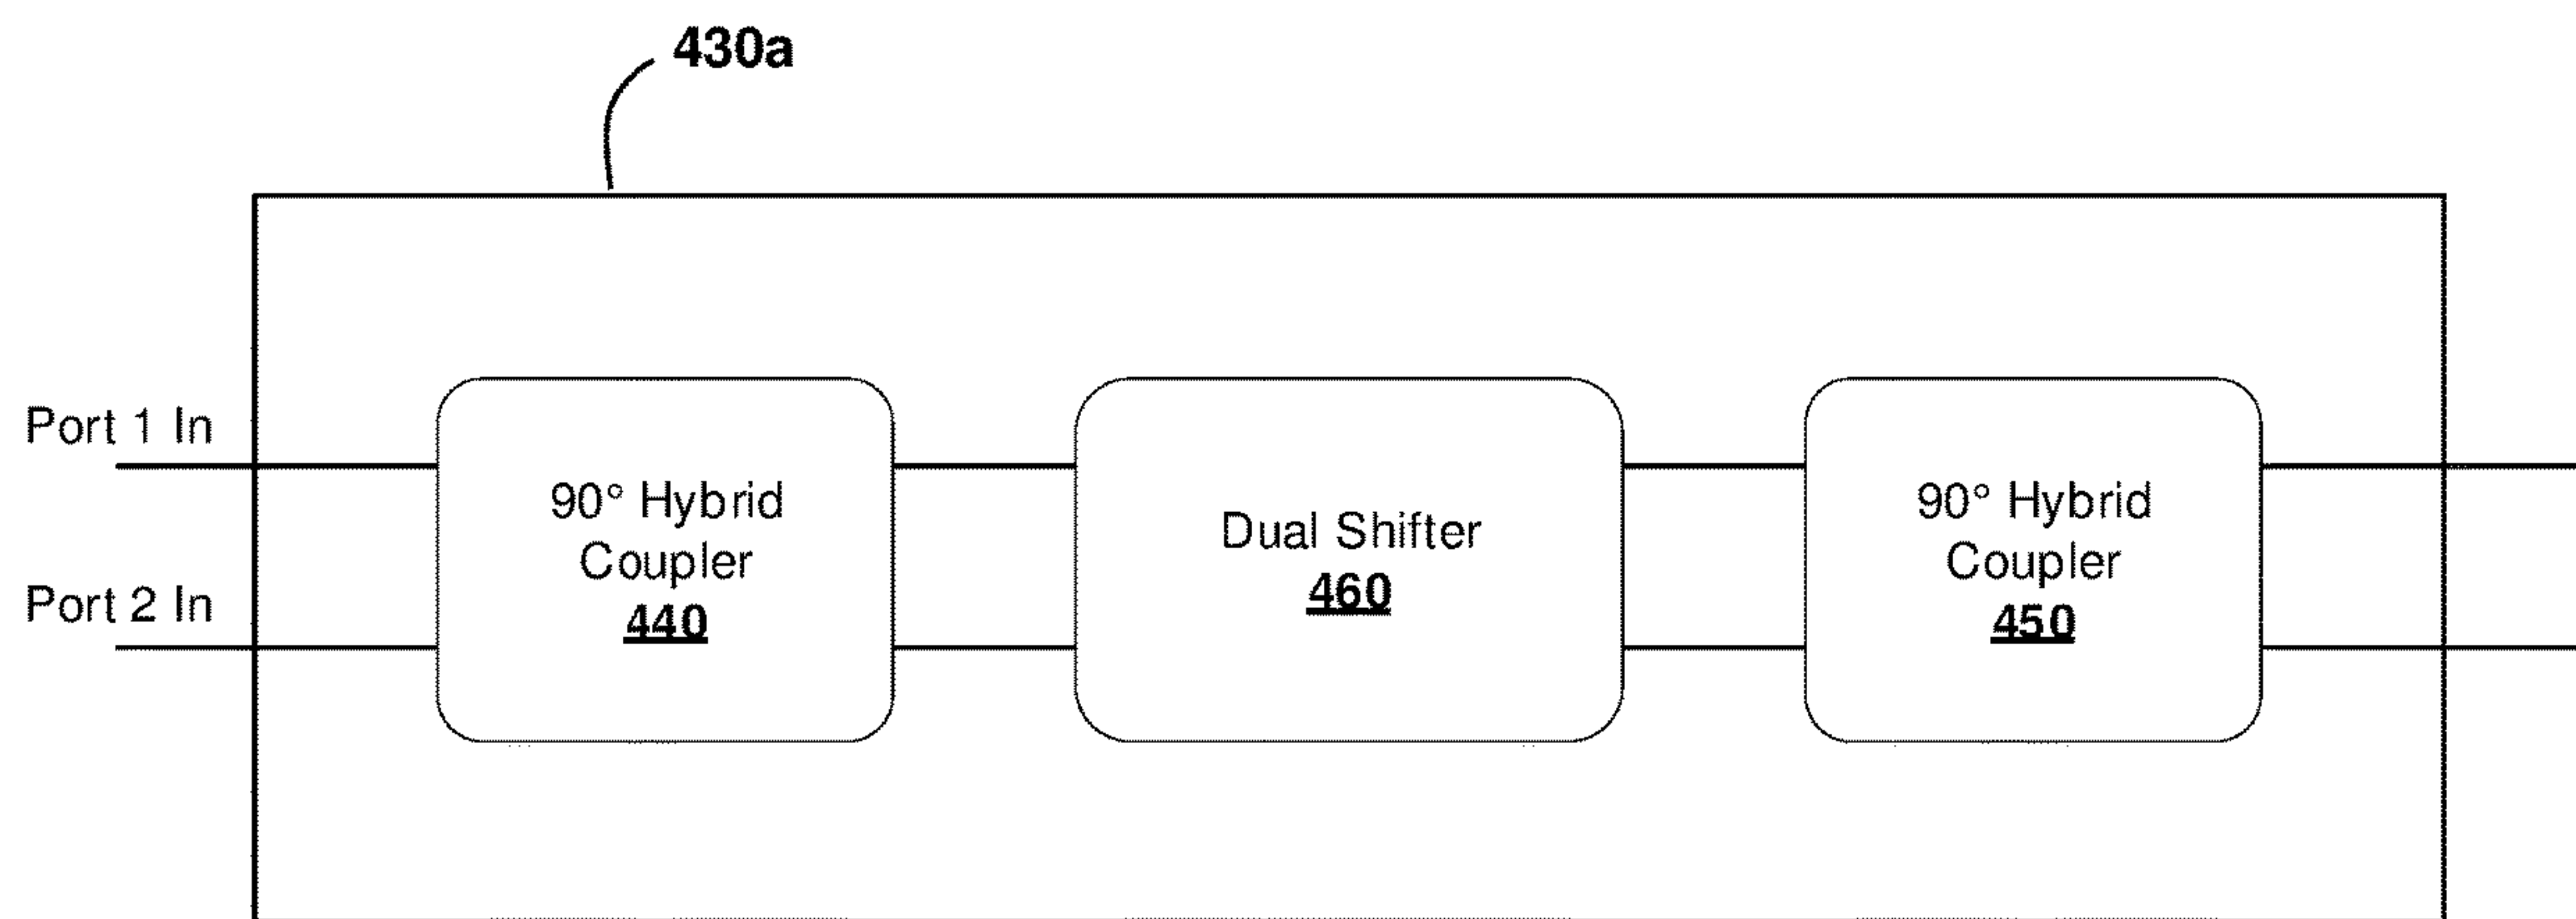 430a
Port 1 In
Port 2 In
90° Hybrid
Coupler
440
Dual Shifter
460
90° Hybrid
Coupler
450